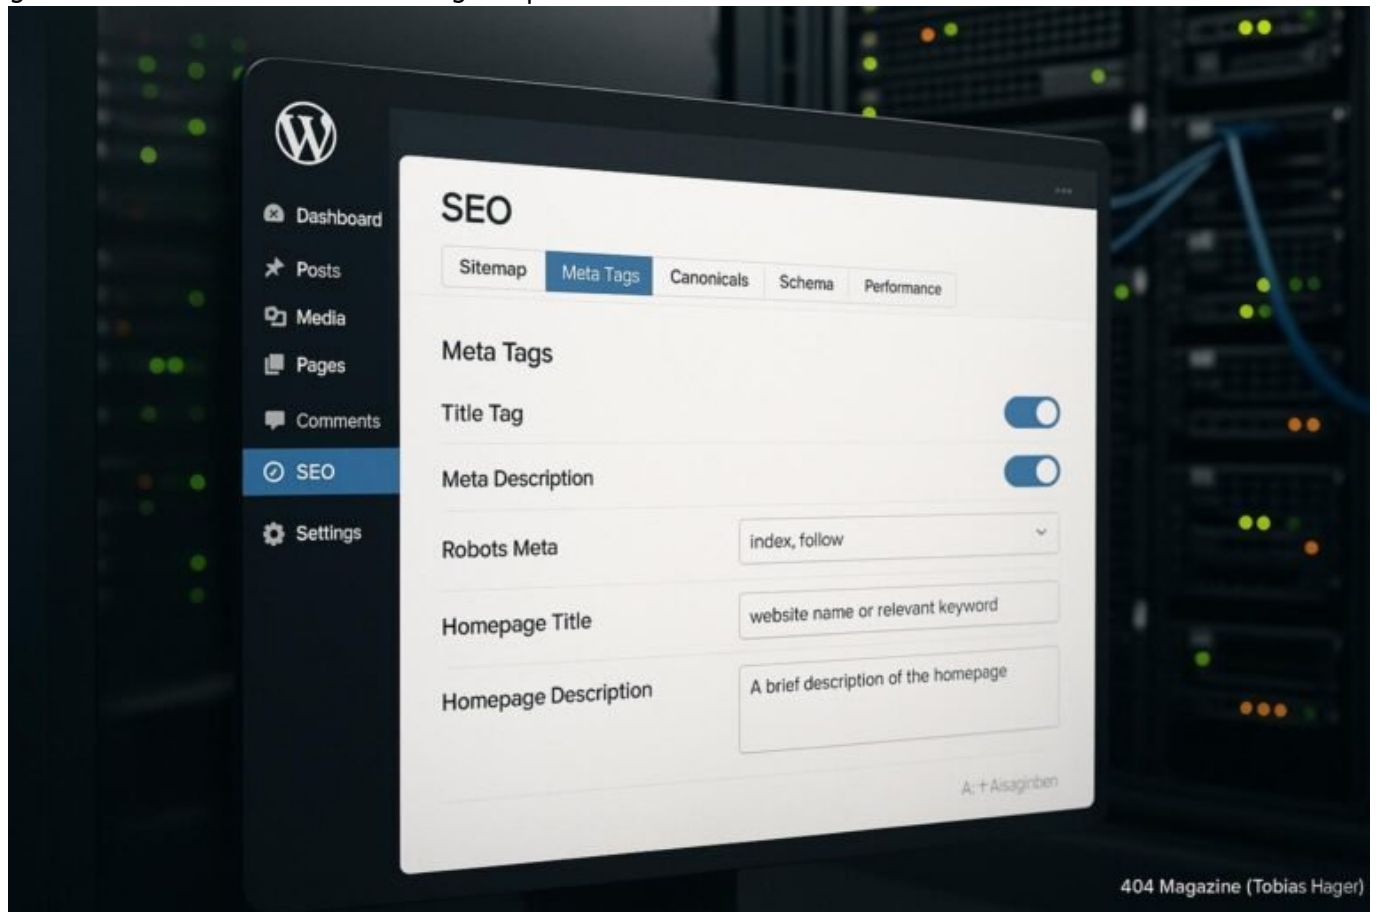 W
Dashboard
Posts
Media
Pages
Comments
SEO
Settings
SEO
Sitemap
Meta Tags
Canonicals
Schema
Performance
Meta Tags
Title Tag
Meta Description
Robots Meta
index, follow
Homepage Title
website name or relevant keyword
Homepage Description
A brief description of the homepage
404 Magazine (Tobias Hager)